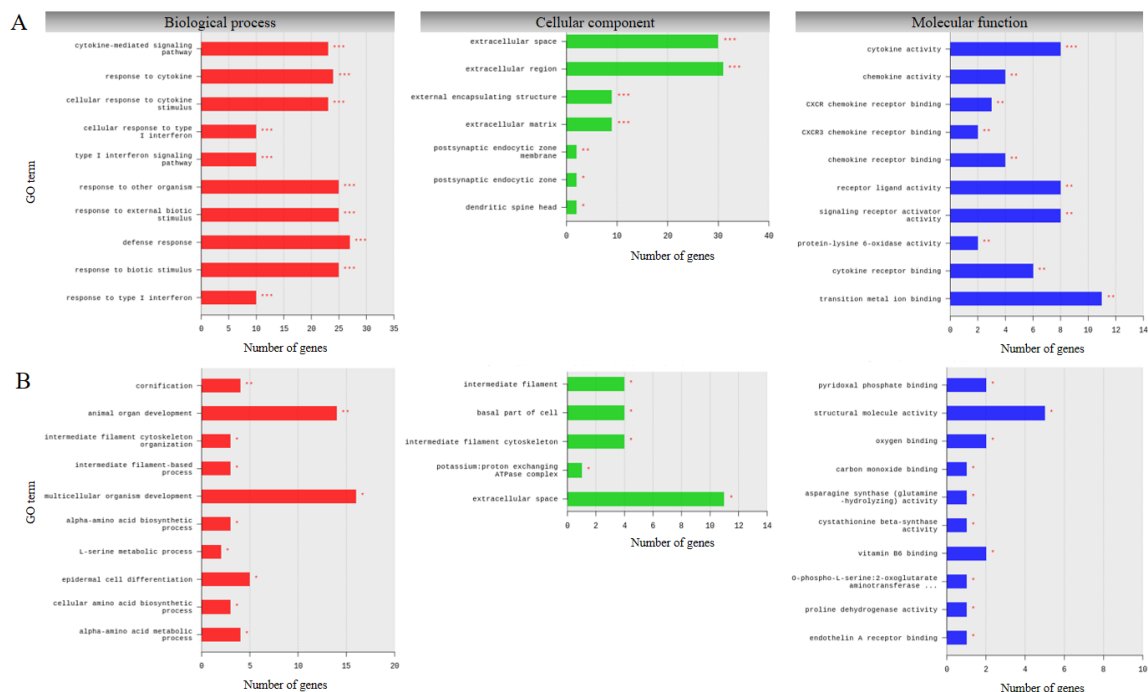 A
Biological process
Cellular component
Molecular function
GO term
cytokine-mediated signaling
pathway
***
response to cytokine
***
cellular response to cytokine
stimulus
***
cellular response to type
I interferon
***
type I interferon signaling
pathway
***
response to other organism
***
response to external biotic
stimulus
***
defense response
***
response to biotic stimulus
***
response to type I interferon
***
0 5 10 15 20 25 30 35
Number of genes
extracellular space
***
extracellular region
***
external encapsulating structure
***
extracellular matrix
***
postsynaptic endocytic zone
membrane
**
postsynaptic endocytic zone
*
dendritic spine head
*
0 10 20 30 40
Number of genes
cytokine activity
***
chemokine activity
**
CXCR chemokine receptor binding
**
CXCR3 chemokine receptor binding
**
chemokine receptor binding
**
receptor ligand activity
**
signaling receptor activator
activity
**
protein-lysine 6-oxidase activity
**
cytokine receptor binding
**
transition metal ion binding
**
0 2 4 6 8 10 12 14
Number of genes
B
GO term
cornification
**
animal organ development
**
intermediate filament cytoskeleton
organization
*
intermediate filament-based
process
*
multicellular organism development
*
alpha-amino acid biosynthetic
process
*
L-serine metabolic process
*
epidermal cell differentiation
*
cellular amino acid biosynthetic
process
*
alpha-amino acid metabolic
process
*
0 5 10 15 20
Number of genes
intermediate filament
*
basal part of cell
*
intermediate filament cytoskeleton
*
potassium:proton exchanging
ATPase complex
*
extracellular space
*
0 2 4 6 8 10 12 14
Number of genes
pyridoxal phosphate binding
*
structural molecule activity
*
oxygen binding
*
carbon monoxide binding
*
asparagine synthase (glutamine
-hydrolyzing) activity
*
cystathionine beta-synthase
activity
*
vitamin B6 binding
*
O-phospho-L-serine:2-oxoglutarate
aminotransferase ...
*
proline dehydrogenase activity
*
endothelin A receptor binding
*
0 2 4 6 8 10
Number of genes